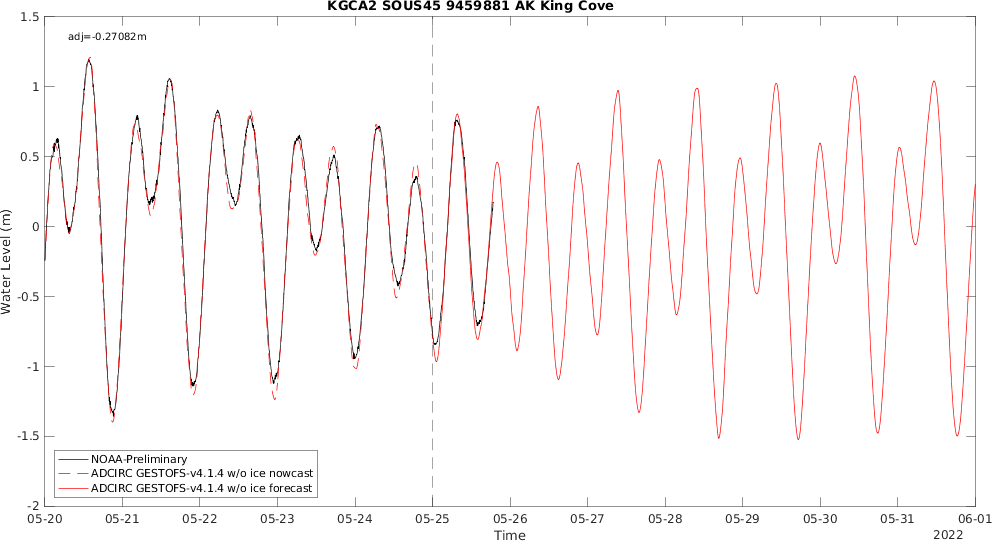 KGCA2 SOUS45 9459881 AK King Cove
adj=-0.27082m
1.5
1
0.5
0
-0.5
-1
-1.5
-2
Water Level (m)
NOAA-Preliminary
ADCIRC GESTOFS-v4.1.4 w/o ice nowcast
ADCIRC GESTOFS-v4.1.4 w/o ice forecast
05-20 05-21 05-22 05-23 05-24 05-25 05-26 05-27 05-28 05-29 05-30 05-31 06-01
Time
2022